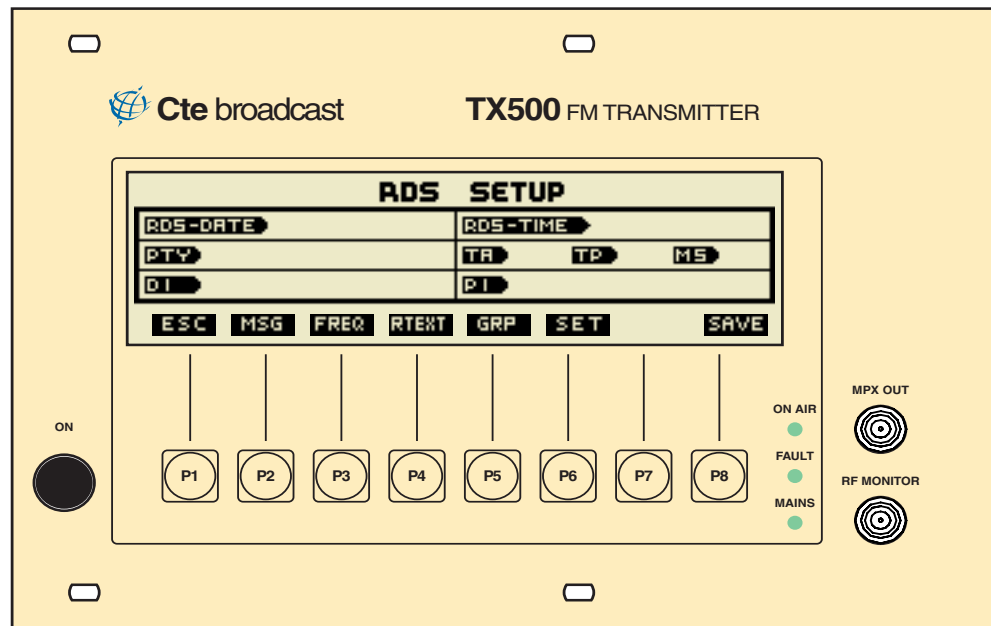 Cte broadcast TX500 FM TRANSMITTER
RDS SETUP
RDS-DATE RDS-TIME
PTY TA TP MS
DI PI
ESC MSG FREQ RTEXT GRP SET SAVE
MPX OUT
ON AIR
ON
FAULT
P1 P2 P3 P4 P5 P6 P7 P8
RF MONITOR
MAINS